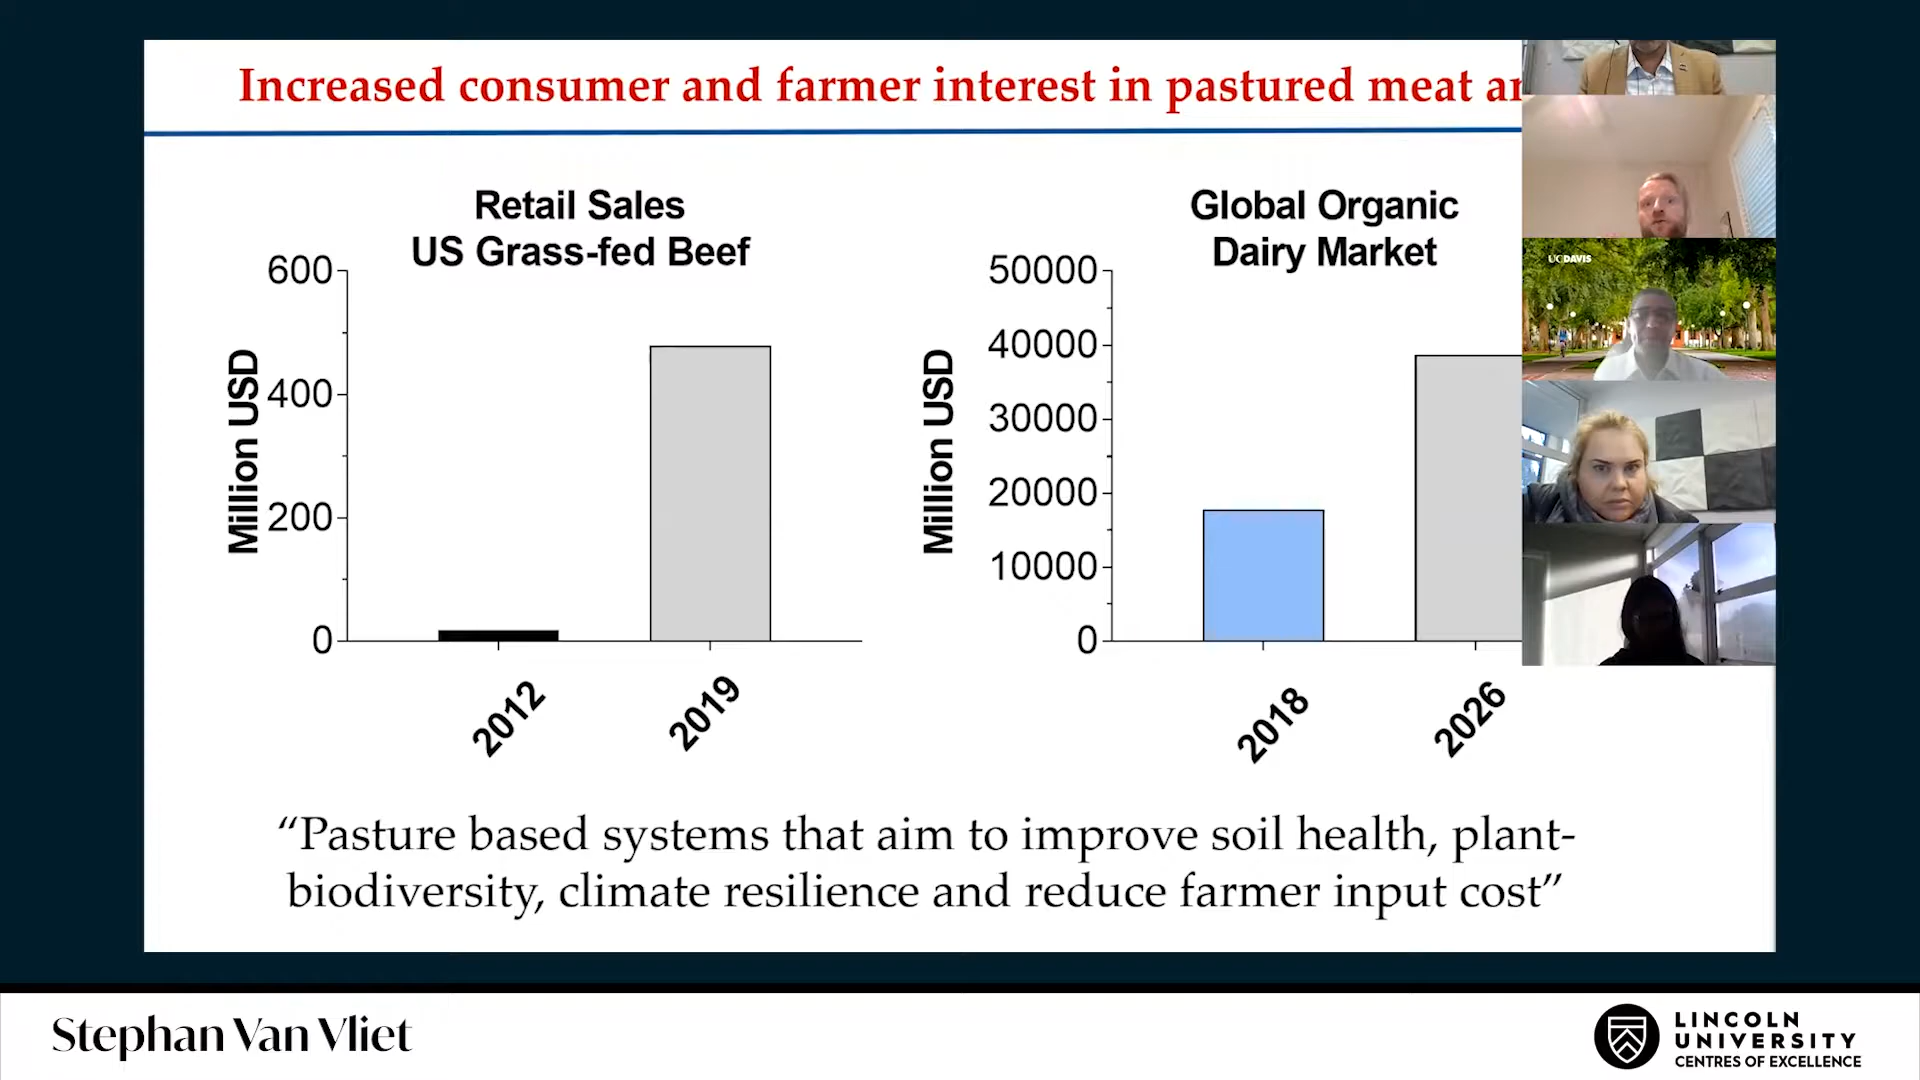 Increased consumer and farmer interest in pastured meat
Retail Sales
US Grass-fed Beef
Million USD
600
400
200
0
2012
2019
Global Organic
Dairy Market
Million USD
50000
40000
30000
20000
10000
0
2018
2026
“Pasture based systems that aim to improve soil health, plant-
biodiversity, climate resilience and reduce farmer input cost”
UCDAVIS
Stephan Van Vliet
LINCOLN
UNIVERSITY
CENTRES OF EXCELLENCE